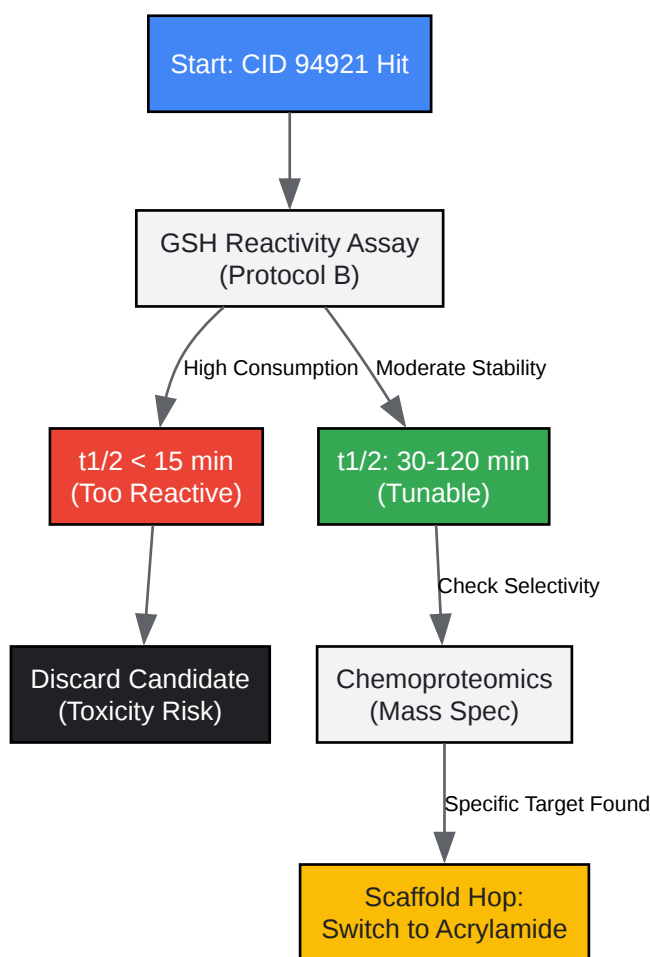 Start: CID 94921 Hit
GSH Reactivity Assay
(Protocol B)
High Consumption
Moderate Stability
t1/2 < 15 min
(Too Reactive)
t1/2: 30-120 min
(Tunable)
Check Selectivity
Discard Candidate
(Toxicity Risk)
Chemoproteomics
(Mass Spec)
Specific Target Found
Scaffold Hop:
Switch to Acrylamide